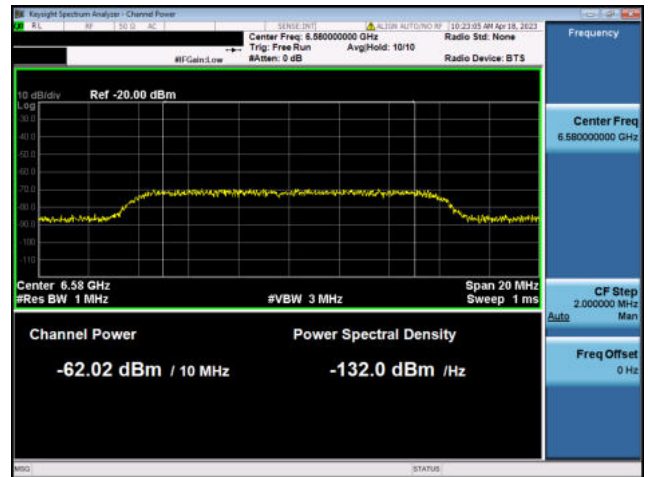 Keysight Spectrum Analyzer - Channel Power
RL RF 50 Ω AC SENSE:INT ALIGN AUTO/NO RF 10:23:05 AM Apr 18, 2023
Center Freq: 6.580000000 GHz Radio Std: None
Trig: Free Run Avg|Hold: 10/10
#IFGain:Low #Atten: 0 dB Radio Device: BTS
Frequency
10 dB/div Ref -20.00 dBm
Log
-30.0
-40.0
-50.0
-60.0
-70.0
-80.0
-90.0
-100
-110
Center 6.58 GHz Span 20 MHz
#Res BW 1 MHz #VBW 3 MHz Sweep 1 ms
Channel Power Power Spectral Density
-62.02 dBm / 10 MHz -132.0 dBm /Hz
Center Freq
6.580000000 GHz
CF Step
2.000000 MHz
Auto Man
Freq Offset
0 Hz
MSG STATUS